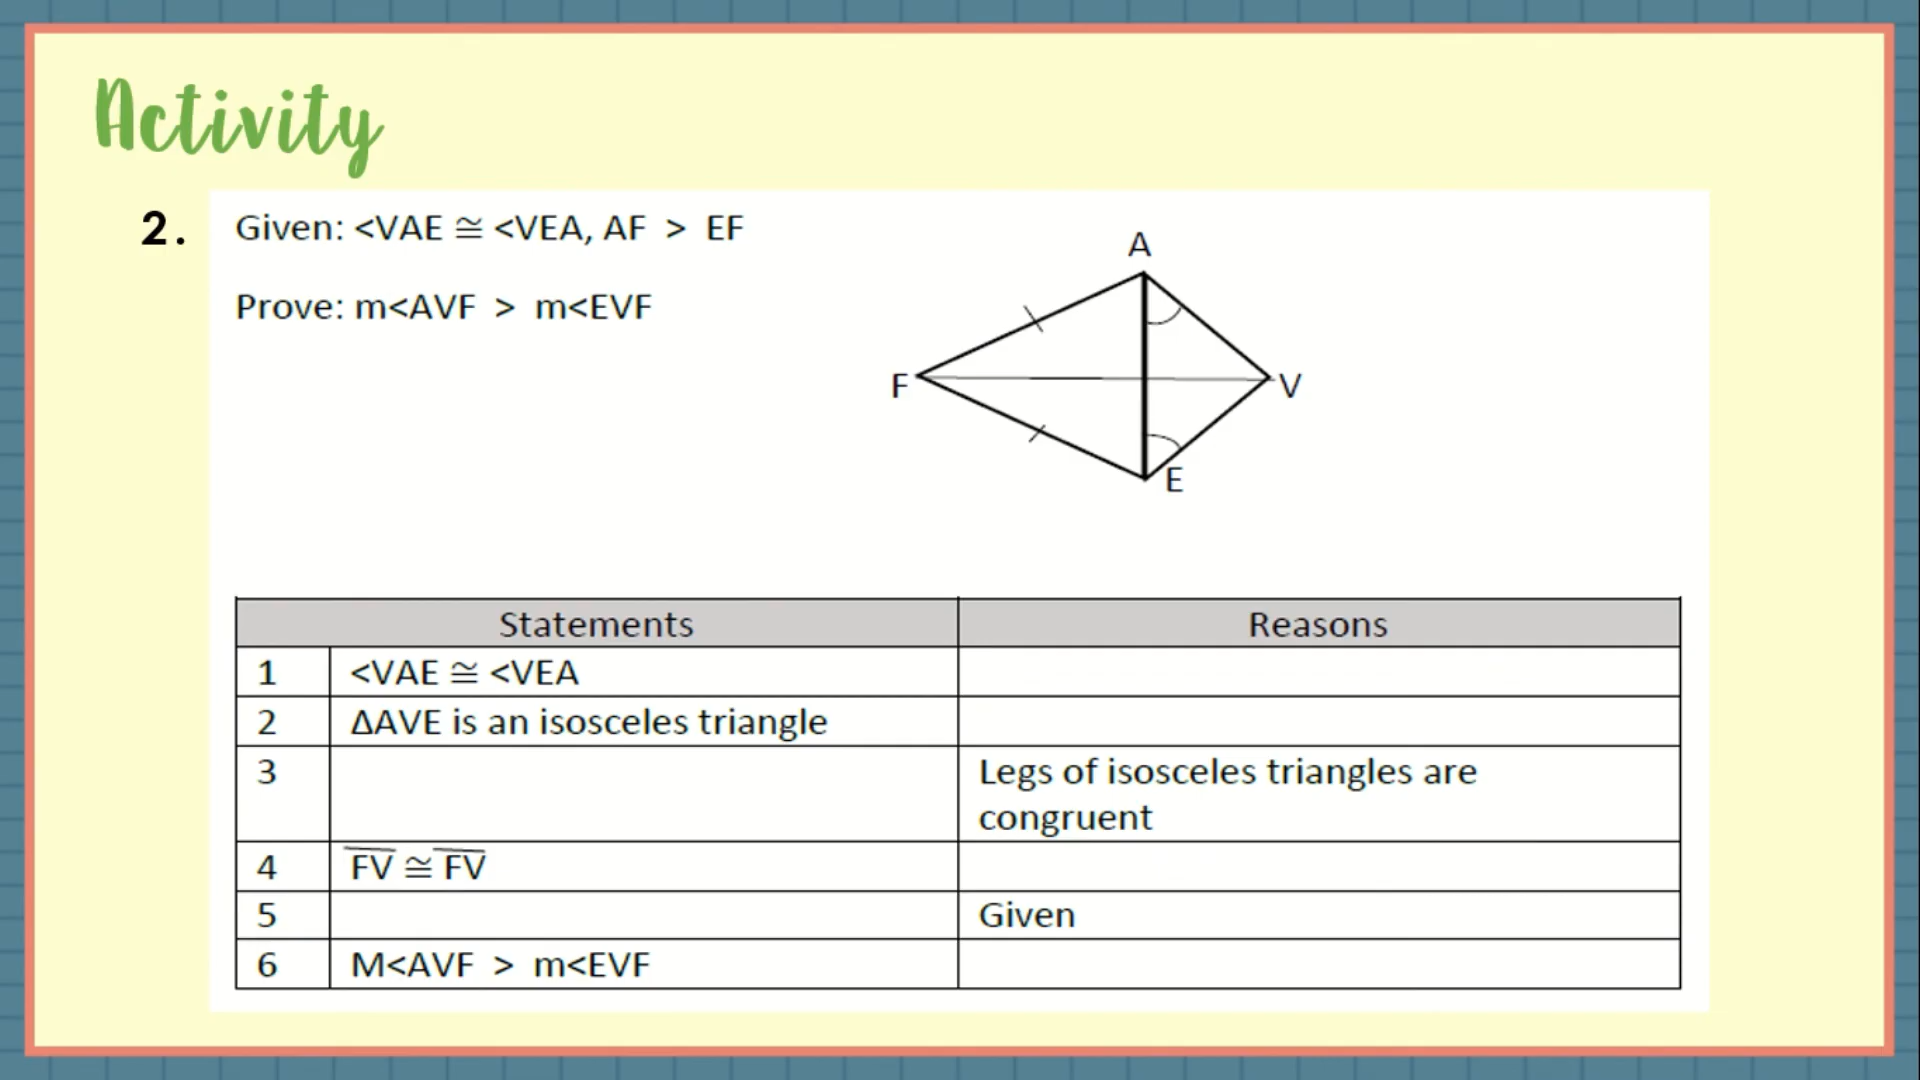 Activity
2.
Given: <VAE ≅ <VEA, AF > EF
Prove: m<AVF > m<EVF
A
F
V
E
Statements
Reasons
1
<VAE ≅ <VEA
2
ΔAVE is an isosceles triangle
3
Legs of isosceles triangles are
congruent
4
FV ≅ FV
5
Given
6
M<AVF > m<EVF